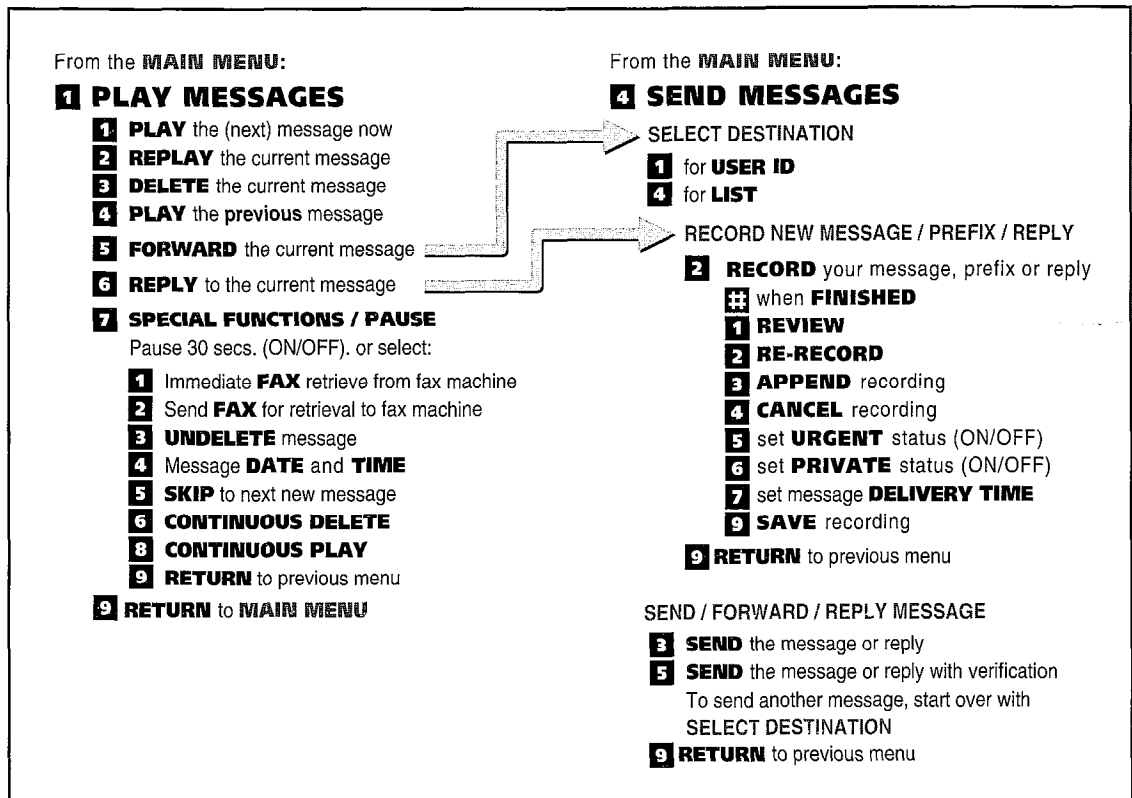 From the MAIN MENU:
1 PLAY MESSAGES
1 PLAY the (next) message now
2 REPLAY the current message
3 DELETE the current message
4 PLAY the previous message
5 FORWARD the current message
6 REPLY to the current message
7 SPECIAL FUNCTIONS / PAUSE
Pause 30 secs. (ON/OFF). or select:
1 Immediate FAX retrieve from fax machine
2 Send FAX for retrieval to fax machine
3 UNDELETE message
4 Message DATE and TIME
5 SKIP to next new message
6 CONTINUOUS DELETE
8 CONTINUOUS PLAY
9 RETURN to previous menu
9 RETURN to MAIN MENU
From the MAIN MENU:
4 SEND MESSAGES
SELECT DESTINATION
1 for USER ID
4 for LIST
RECORD NEW MESSAGE / PREFIX / REPLY
2 RECORD your message, prefix or reply
# when FINISHED
1 REVIEW
2 RE-RECORD
3 APPEND recording
4 CANCEL recording
5 set URGENT status (ON/OFF)
6 set PRIVATE status (ON/OFF)
7 set message DELIVERY TIME
9 SAVE recording
9 RETURN to previous menu
SEND / FORWARD / REPLY MESSAGE
3 SEND the message or reply
5 SEND the message or reply with verification
To send another message, start over with
SELECT DESTINATION
9 RETURN to previous menu